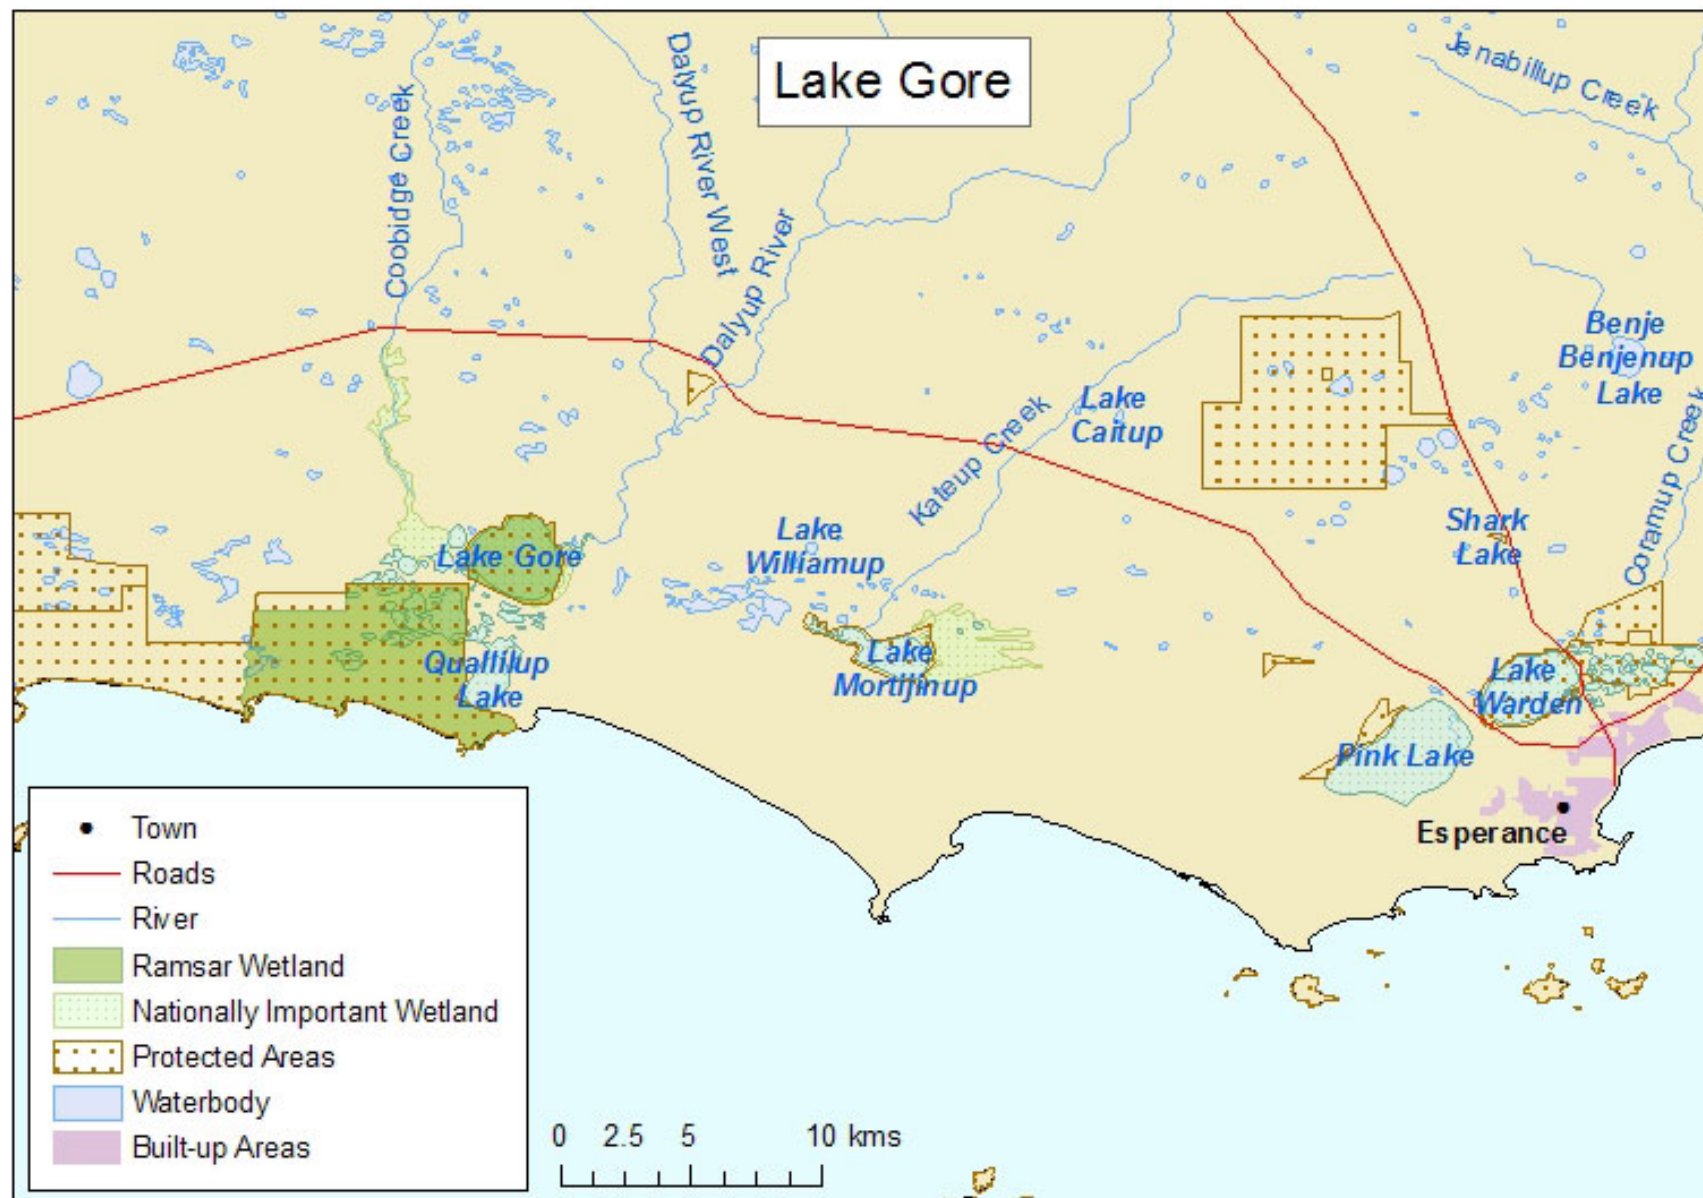 Lake Gore
Jenabillup Creek
Coobidge Creek
Dalyup River West
Dalyup River
Benje
Benjenup
Lake
Lake
Caitup
Kateup Creek
Coramup Creek
Shark
Lake
Lake
Williamup
Lake Gore
Quallilup
Lake
Lake
Mortijinup
Lake
Warden
Pink Lake
Esperance
Town
Roads
River
Ramsar Wetland
Nationally Important Wetland
Protected Areas
Waterbody
Built-up Areas
0 2.5 5 10 kms